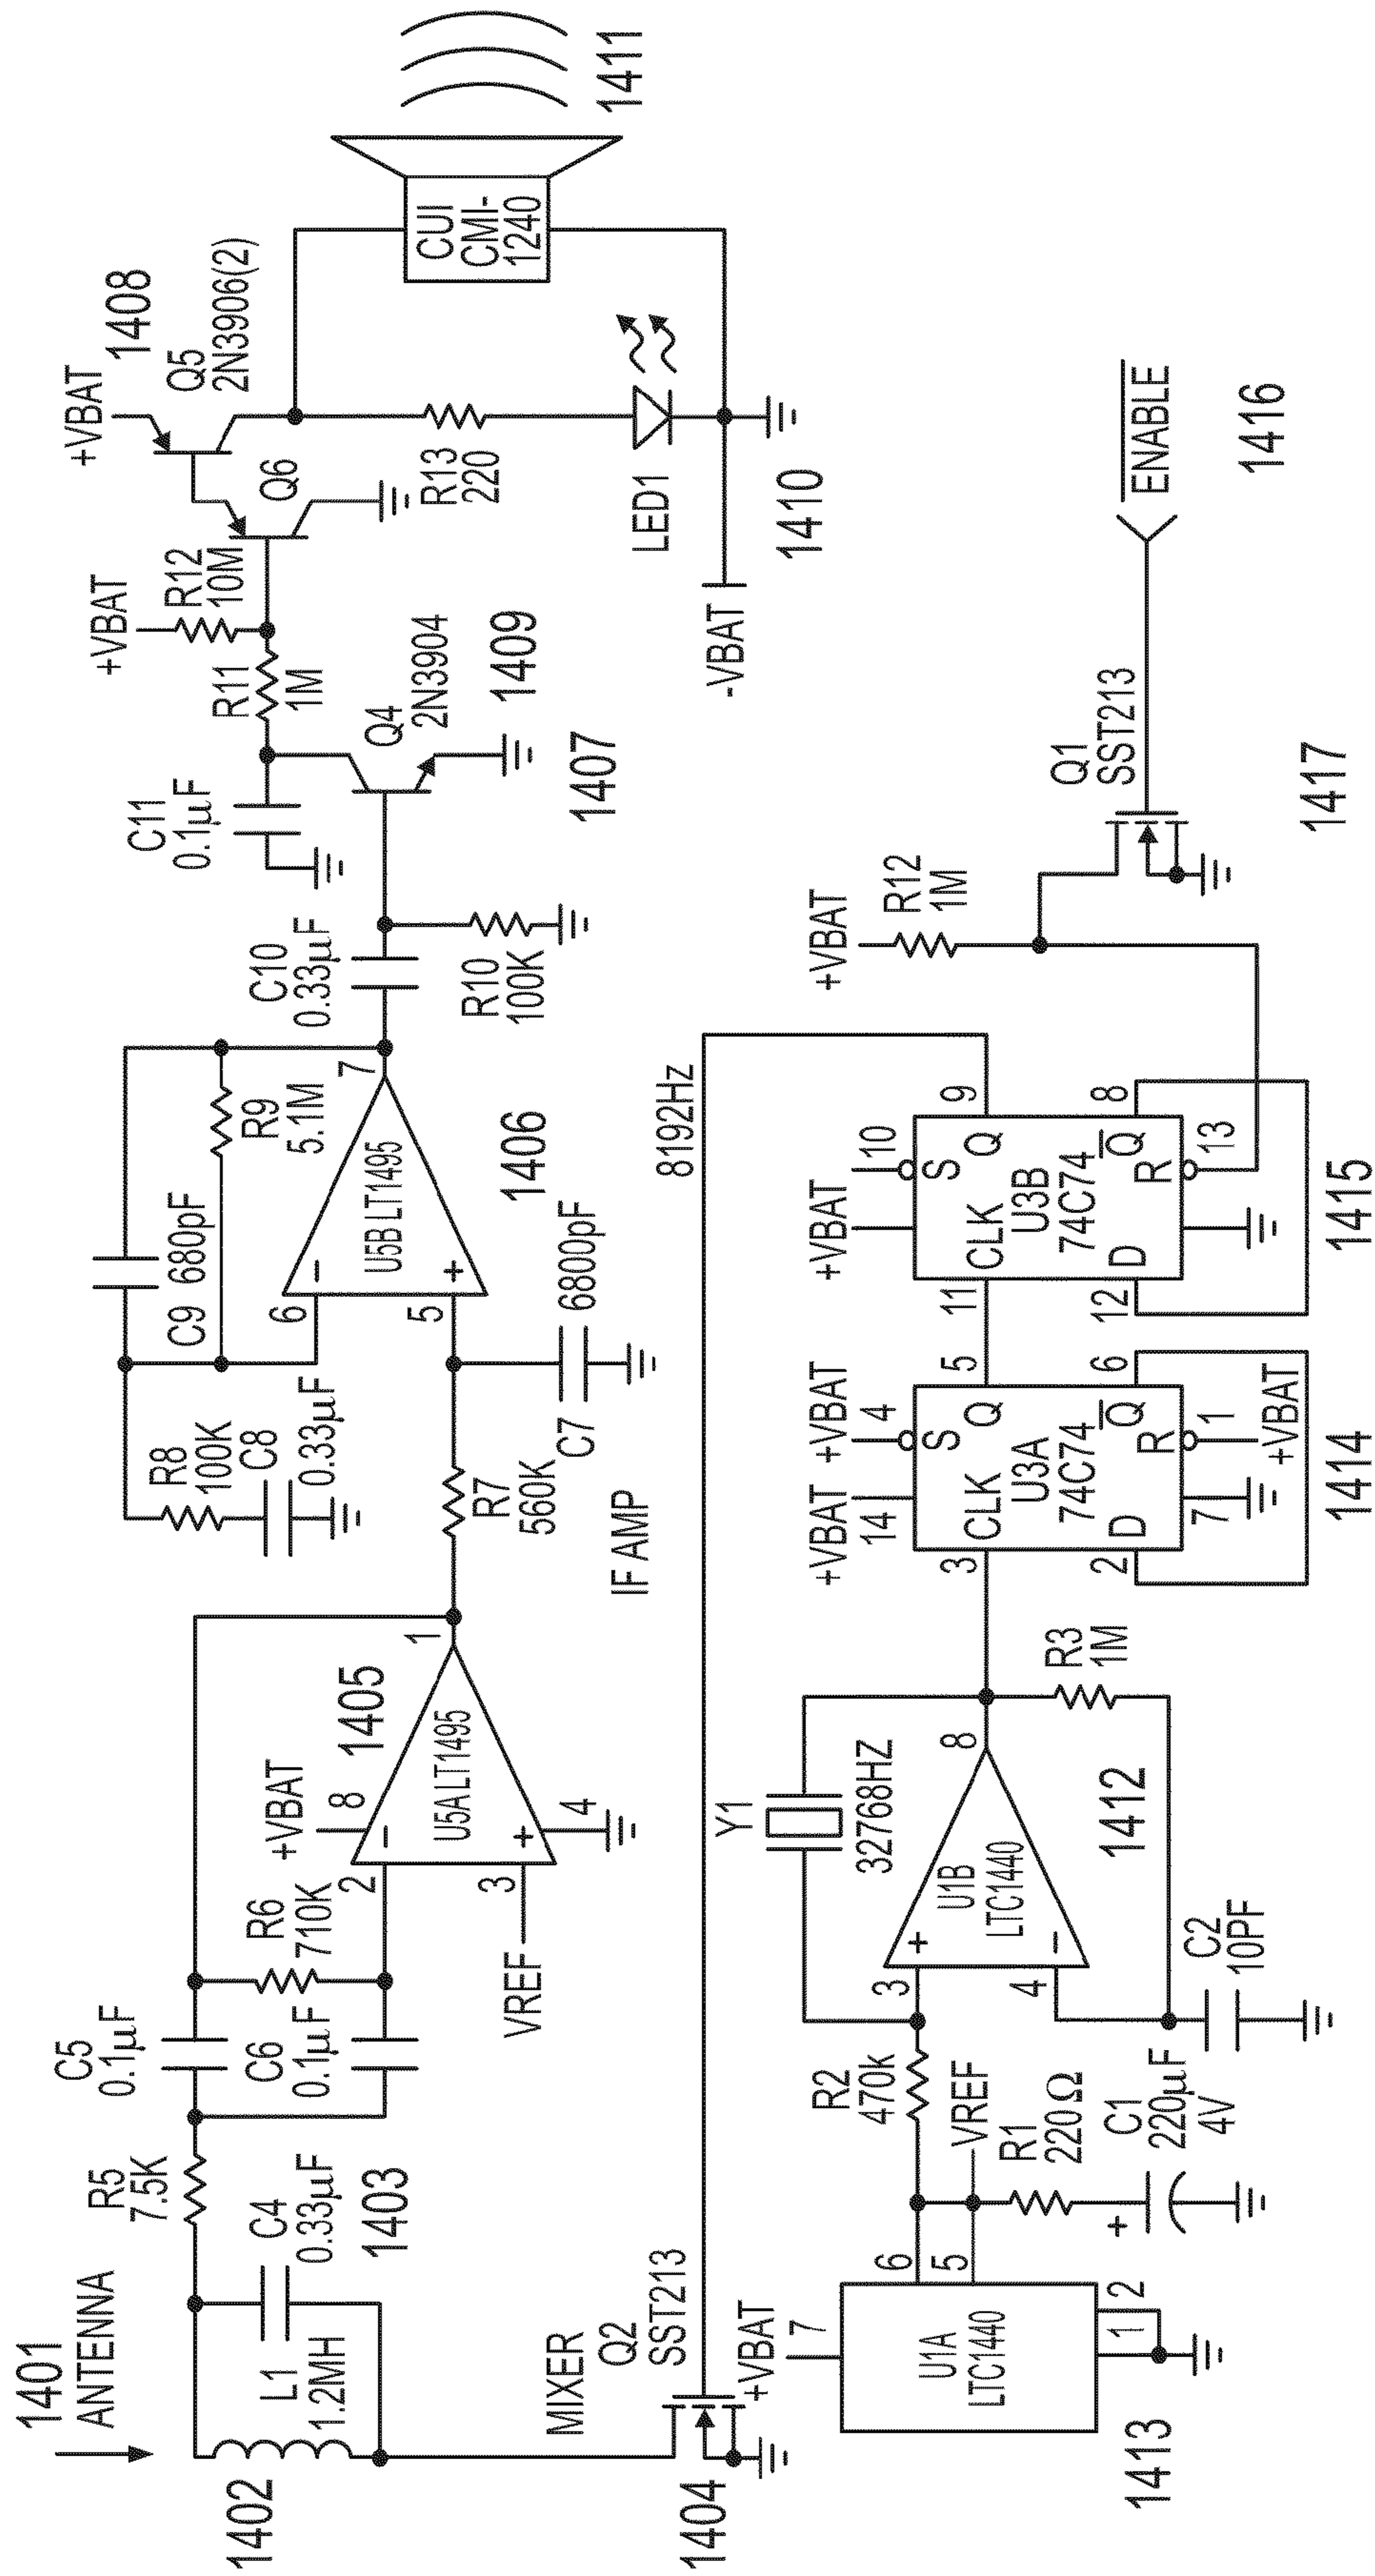 1401
ANTENNA
1402
L1
1.2MH
C4
0.33μF
1403
R5
7.5K
C5
0.1μF
C6
0.1μF
R6
710K
+VBAT
8
2
3
4
VREF
U5A LT1495
1405
1
R7
560K
IF AMP
C7
6800pF
R8
100K
C8
0.33μF
C9 680pF
R9
5.1M
6
5
7
U5B LT1495
1406
C10
0.33μF
R10
100K
C11
0.1μF
Q4
2N3904
1407
1409
R11
1M
+VBAT
R12
10M
Q6
+VBAT
Q5
2N3906(2)
1408
R13
220
LED1
-VBAT
1410
CUI
CMI-
1240
1411
MIXER
Q2
SST213
1404
8192Hz
+VBAT
7
U1A
LTC1440
1413
6
5
1
2
VREF
R1
220Ω
C1
220μF
4V
+
R2
470k
3
4
U1B
LTC1440
8
1412
Y1
32768HZ
C2
10PF
R3
1M
+VBAT
14
+VBAT
4
3
CLK
S
Q
5
U3A
74C74
2
D
R
Q
6
7
1
+VBAT
1414
+VBAT
10
11
CLK
S
Q
9
U3B
74C74
12
D
R
Q
8
13
1415
+VBAT
R12
1M
Q1
SST213
1417
ENABLE
1416